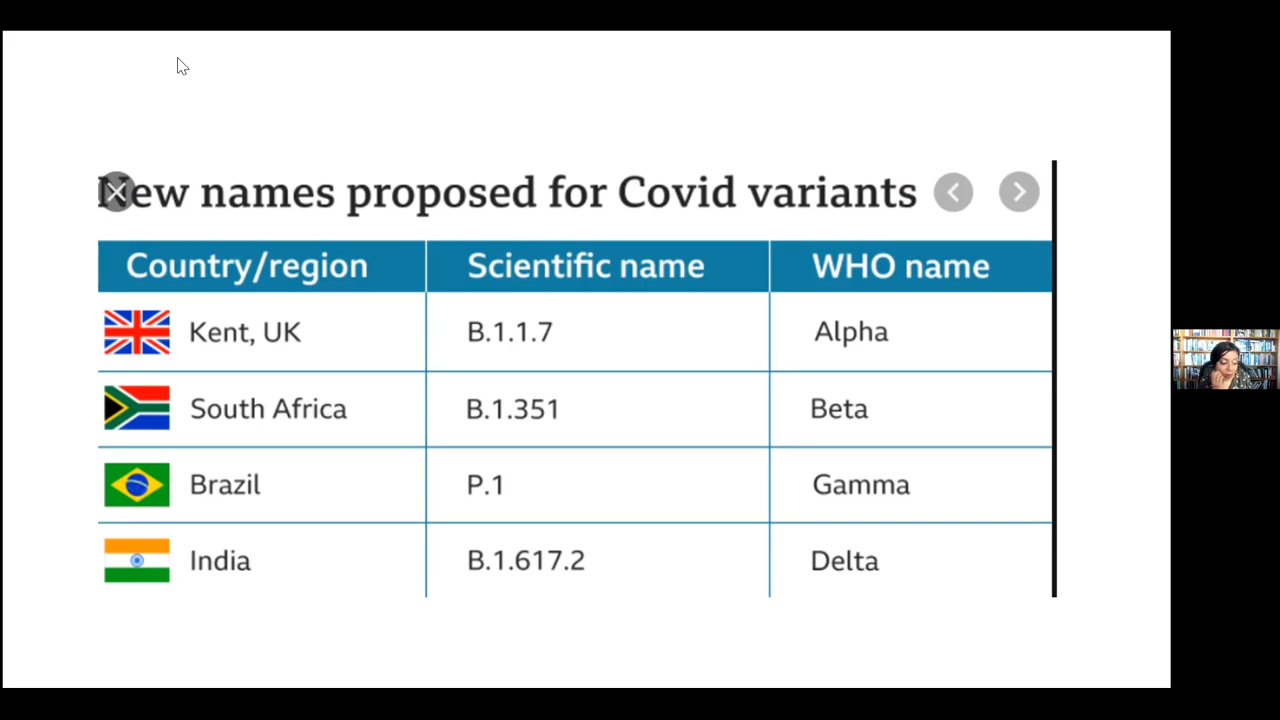 New names proposed for Covid variants
Country/region Scientific name WHO name
Kent, UK B.1.1.7 Alpha
South Africa B.1.351 Beta
Brazil P.1 Gamma
India B.1.617.2 Delta